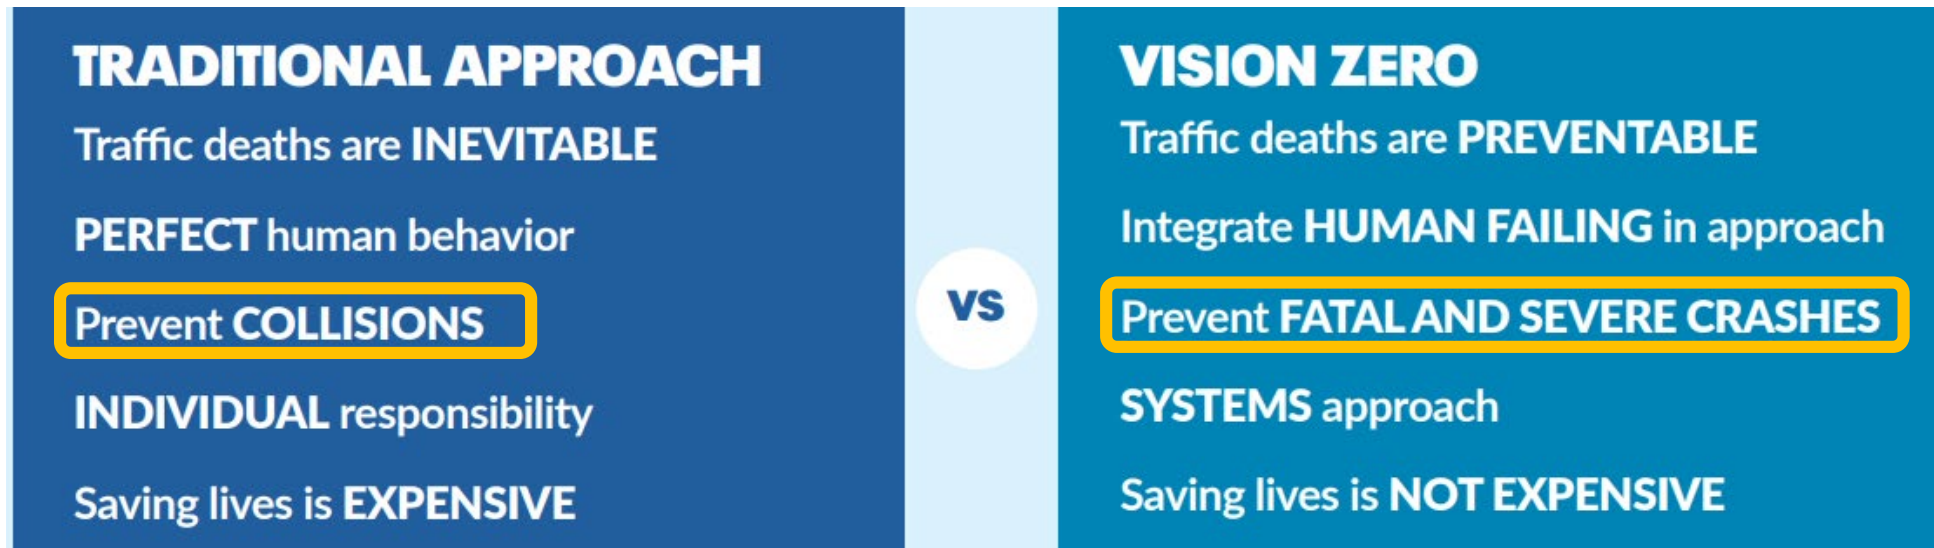 TRADITIONAL APPROACH
Traffic deaths are INEVITABLE
PERFECT human behavior
Prevent COLLISIONS
INDIVIDUAL responsibility
Saving lives is EXPENSIVE
VS
VISION ZERO
Traffic deaths are PREVENTABLE
Integrate HUMAN FAILING in approach
Prevent FATAL AND SEVERE CRASHES
SYSTEMS approach
Saving lives is NOT EXPENSIVE